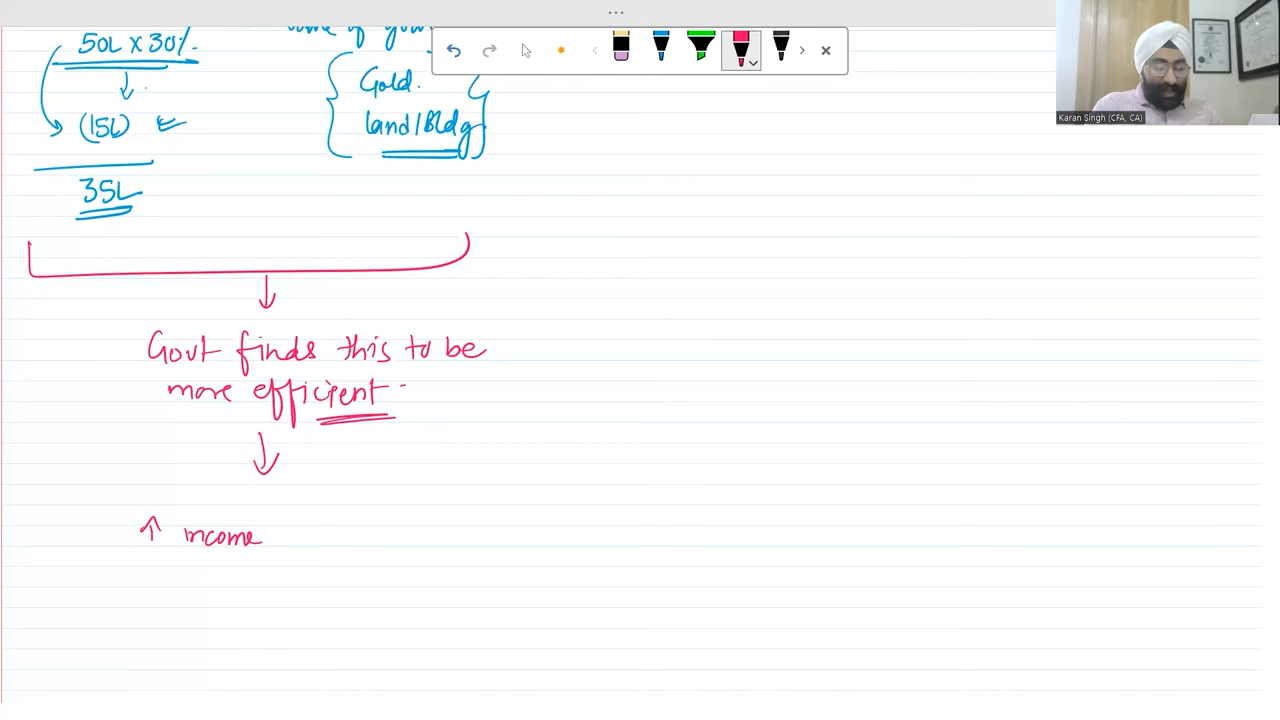 50L X 30%.
(15L)
35L
Gold.
land/Bldg
Karan Singh (CFA, CA)
Govt finds this to be
more efficient -
↑ income